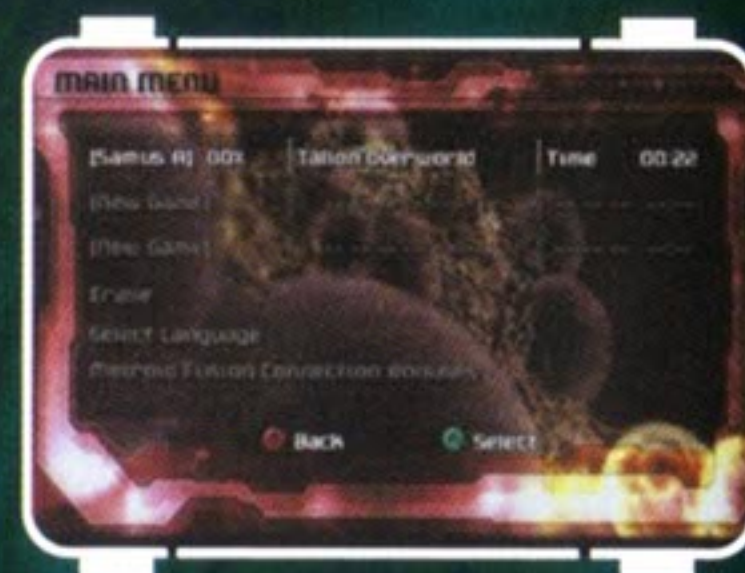 MAIN MENU
[Samus A] 00% Tallon Overworld Time 00:22
[New Game]
[New Game]
Erase
Select Language
Metroid Fusion Connection Bonuses
Back Select